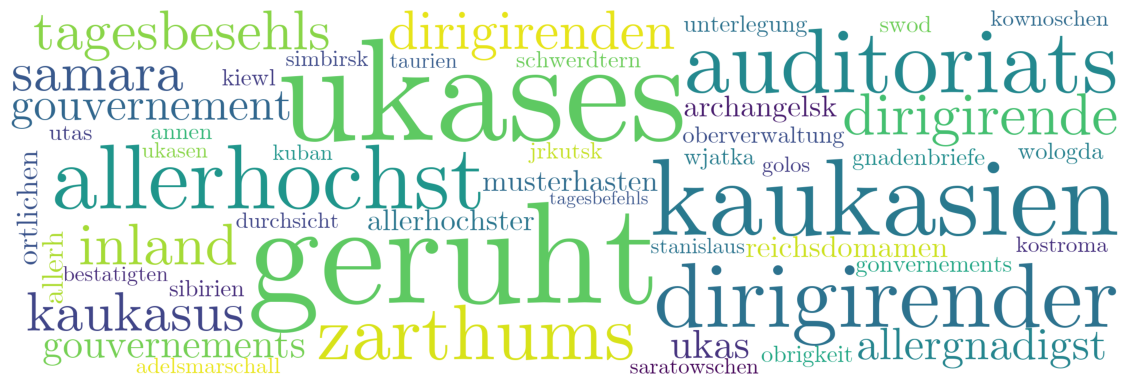 tagesbesehls dirigirenden unterlegung swod kownoschen
simbirsk taurien schwerdtern
samara kiewl ukases auditoriats
gouvernement archangelsk dirigirende
utas annen oberverwaltung
ukasen kuban jrkutsk wjatka golos gnadenbriefe wologda
ortlichen allerhochst musterhasten kaukasien
tagesbefehls
durchsicht allerhochster
allerh inland geruht stanislaus reichsdomamen kostroma
bestatigten gonvernements
sibirien
kaukasus dirigirender
gouvernements zarthums ukas obrigkeit allergnadigst
adelsmarschall saratowschen